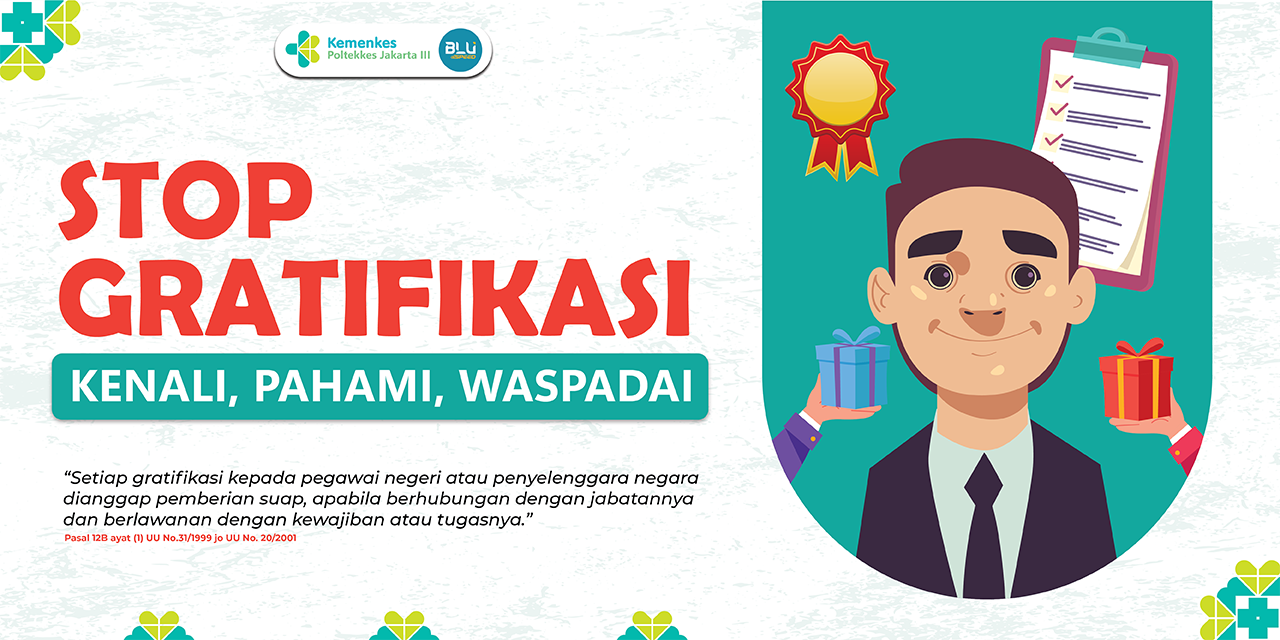 Kemenkes
Poltekkes Jakarta III
BLU
SPEED
STOP
GRATIFIKASI
KENALI, PAHAMI, WASPADAI
“Setiap gratifikasi kepada pegawai negeri atau penyelenggara negara
dianggap pemberian suap, apabila berhubungan dengan jabatannya
dan berlawanan dengan kewajiban atau tugasnya.”
Pasal 12B ayat (1) UU No.31/1999 jo UU No. 20/2001